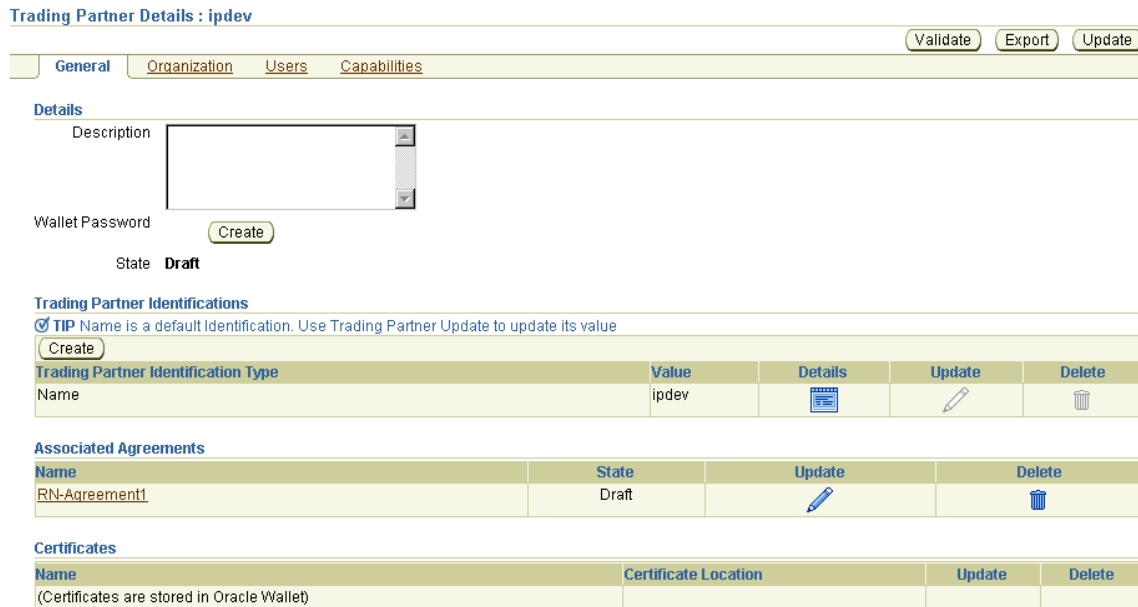 Trading Partner Details : ipdev
Validate Export Update
General Organization Users Capabilities
Details
Description
Wallet Password Create
State Draft
Trading Partner Identifications
TIP Name is a default Identification. Use Trading Partner Update to update its value
Create
Trading Partner Identification Type Value Details Update Delete
Name ipdev
Associated Agreements
Name State Update Delete
RN-Agreement1 Draft
Certificates
Name Certificate Location Update Delete
(Certificates are stored in Oracle Wallet)